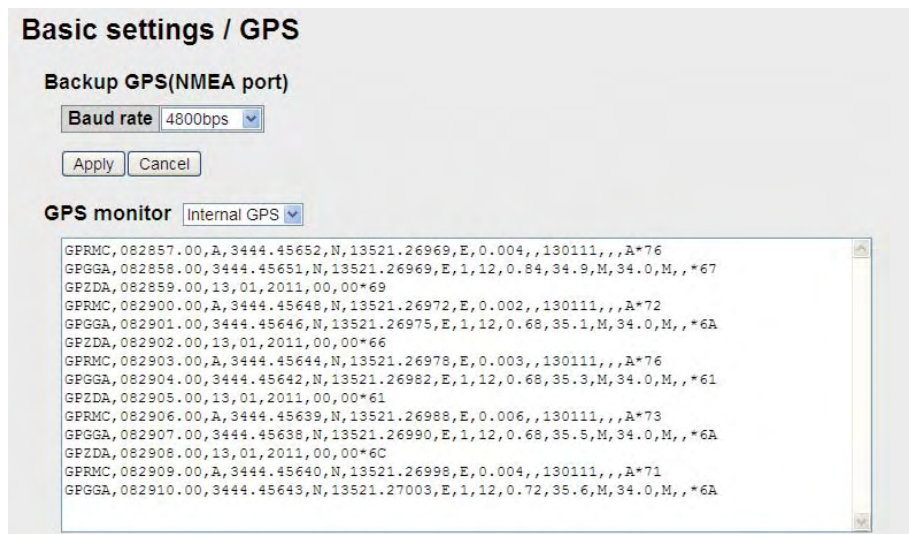 Basic settings / GPS
Backup GPS(NMEA port)
Baud rate 4800bps
Apply Cancel
GPS monitor Internal GPS
GPRMC,082857.00,A,3444.45652,N,13521.26969,E,0.004,,130111,,,A*76
GPGGA,082858.00,3444.45651,N,13521.26969,E,1,12,0.84,34.9,M,34.0,M,,*67
GPZDA,082859.00,13,01,2011,00,00*69
GPRMC,082900.00,A,3444.45648,N,13521.26972,E,0.002,,130111,,,A*72
GPGGA,082901.00,3444.45646,N,13521.26975,E,1,12,0.68,35.1,M,34.0,M,,*6A
GPZDA,082902.00,13,01,2011,00,00*66
GPRMC,082903.00,A,3444.45644,N,13521.26978,E,0.003,,130111,,,A*76
GPGGA,082904.00,3444.45642,N,13521.26982,E,1,12,0.68,35.3,M,34.0,M,,*61
GPZDA,082905.00,13,01,2011,00,00*61
GPRMC,082906.00,A,3444.45639,N,13521.26988,E,0.006,,130111,,,A*73
GPGGA,082907.00,3444.45638,N,13521.26990,E,1,12,0.68,35.5,M,34.0,M,,*6A
GPZDA,082908.00,13,01,2011,00,00*6C
GPRMC,082909.00,A,3444.45640,N,13521.26998,E,0.004,,130111,,,A*71
GPGGA,082910.00,3444.45643,N,13521.27003,E,1,12,0.72,35.6,M,34.0,M,,*6A